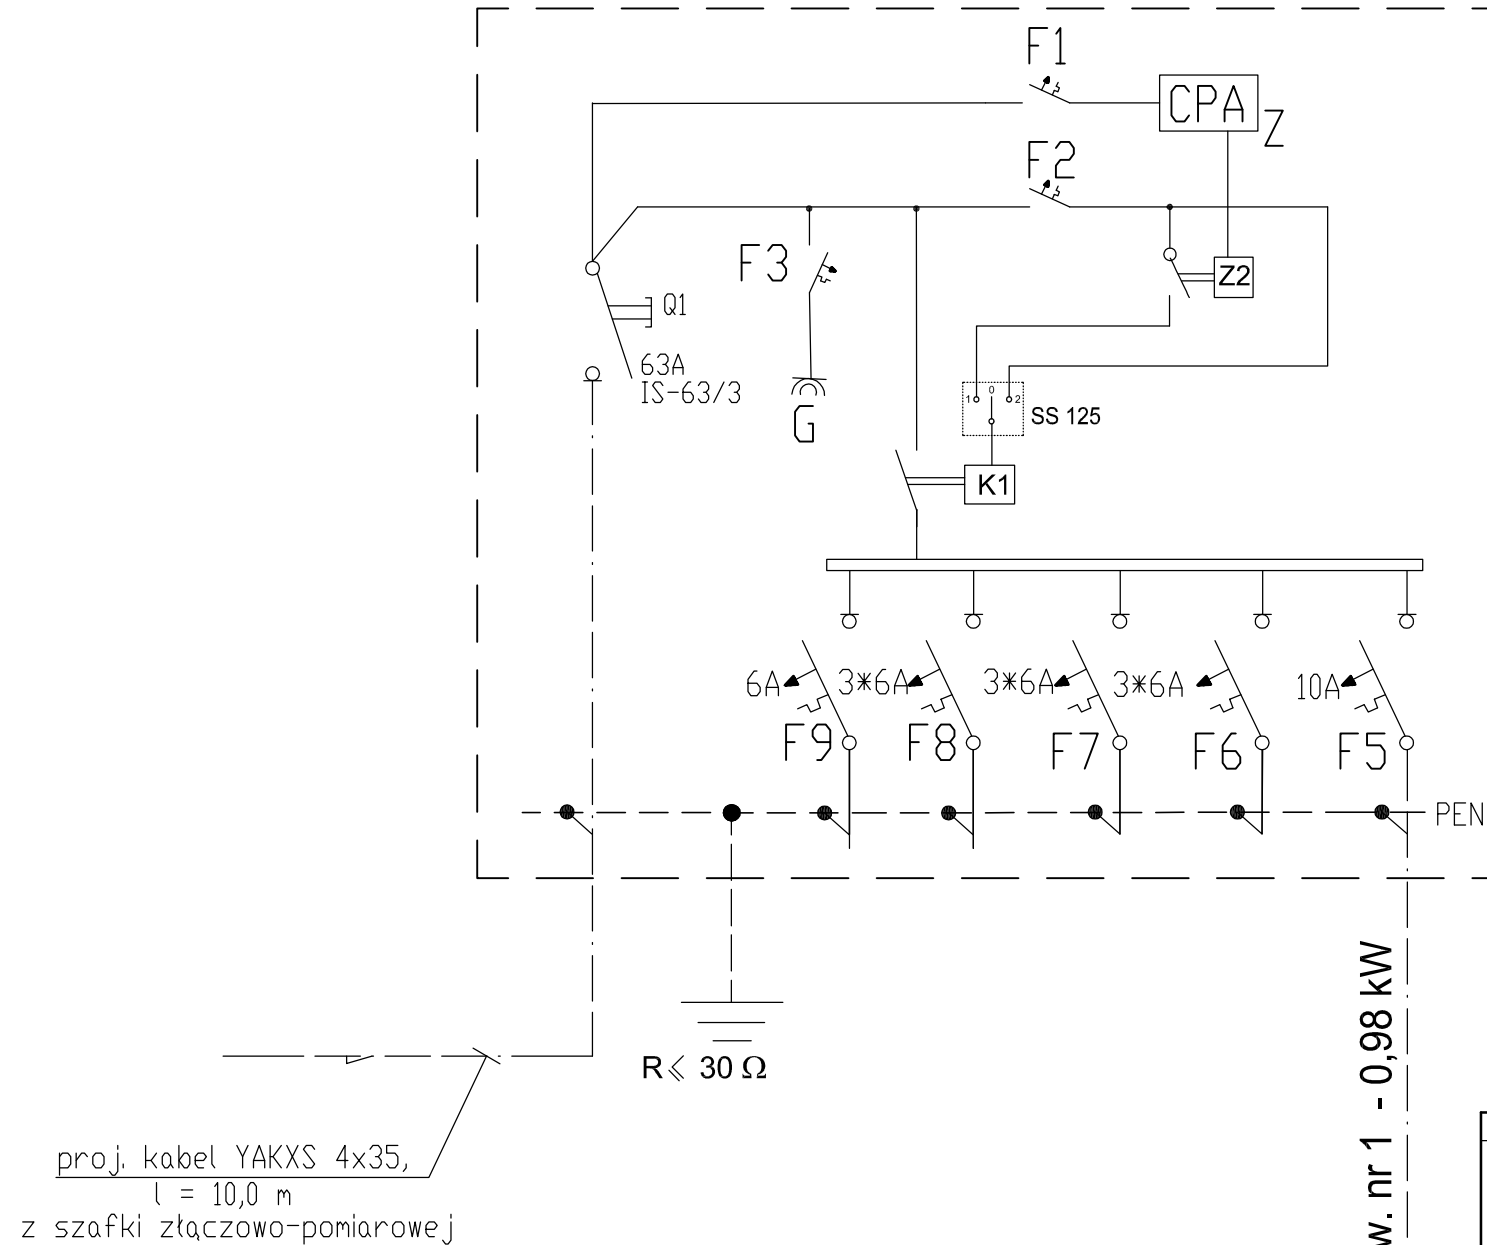 F1
CPA
Z
F2
F3
Z2
Q1
63A
IS-63/3
G
1 0 2
SS 125
K1
6A
3*6A
3*6A
3*6A
10A
F9
F8
F7
F6
F5
PEN
R⩽ 30 Ω
w. nr 1 - 0,98 kW
proj. kabel YAKXS 4x35,
l = 10,0 m
z szafki złączowo-pomiarowej